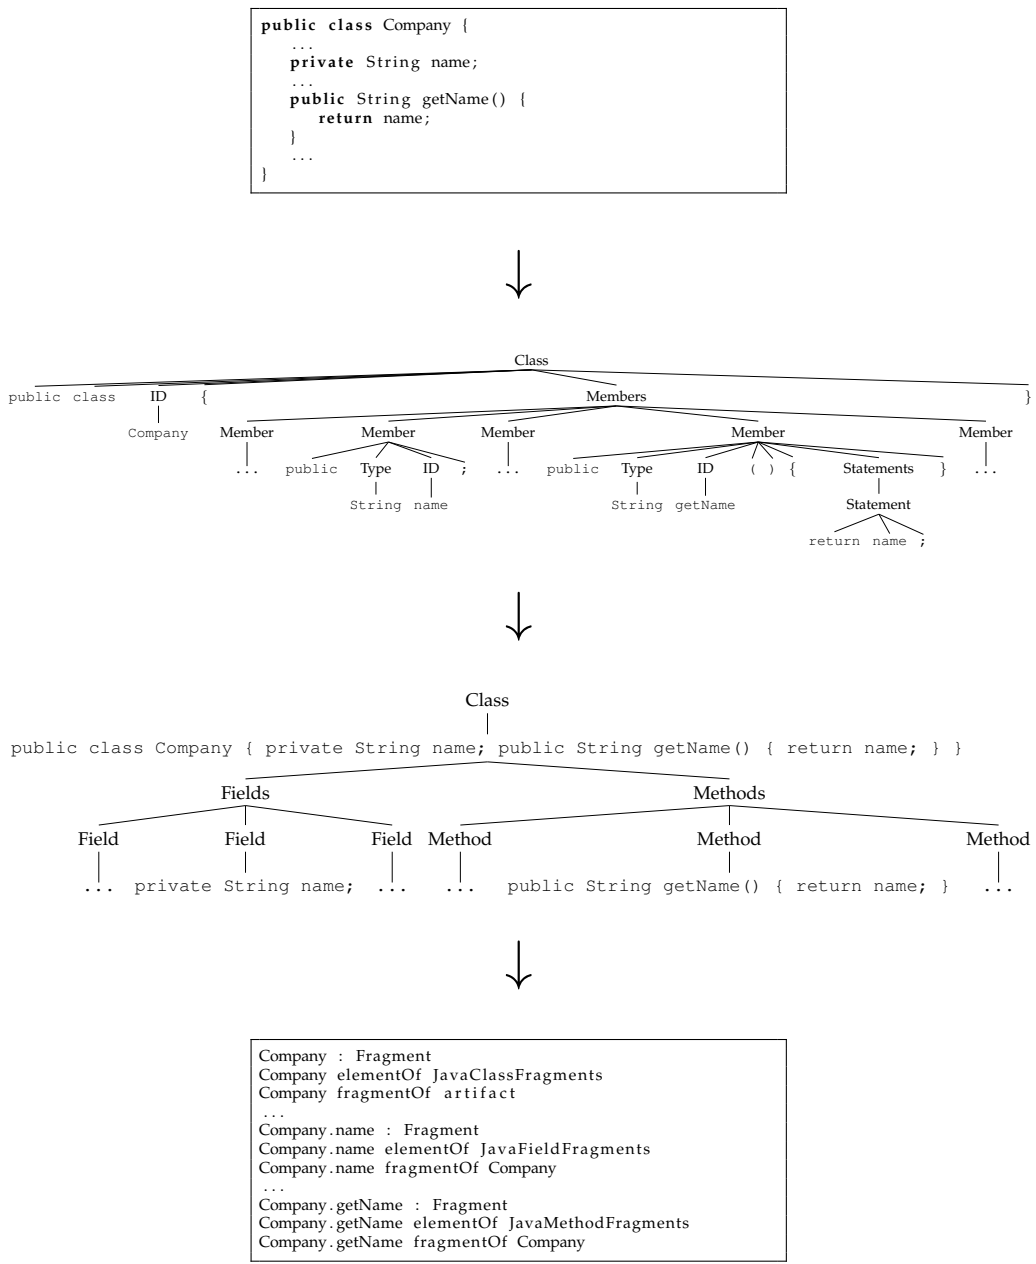 public class Company {
...
private String name;
...
public String getName() {
return name;
}
...
}
Class
public class ID { Members }
Company Member Member Member Member Member
... public Type ID ; ... public Type ID ( ) { Statements } ...
String name String getName Statement
return name ;
Class
public class Company { private String name; public String getName() { return name; } }
Fields Methods
Field Field Field Method Method Method
... private String name; ... ... public String getName() { return name; } ...
Company : Fragment
Company elementOf JavaClassFragments
Company fragmentOf artifact
...
Company.name : Fragment
Company.name elementOf JavaFieldFragments
Company.name fragmentOf Company
...
Company.getName : Fragment
Company.getName elementOf JavaMethodFragments
Company.getName fragmentOf Company